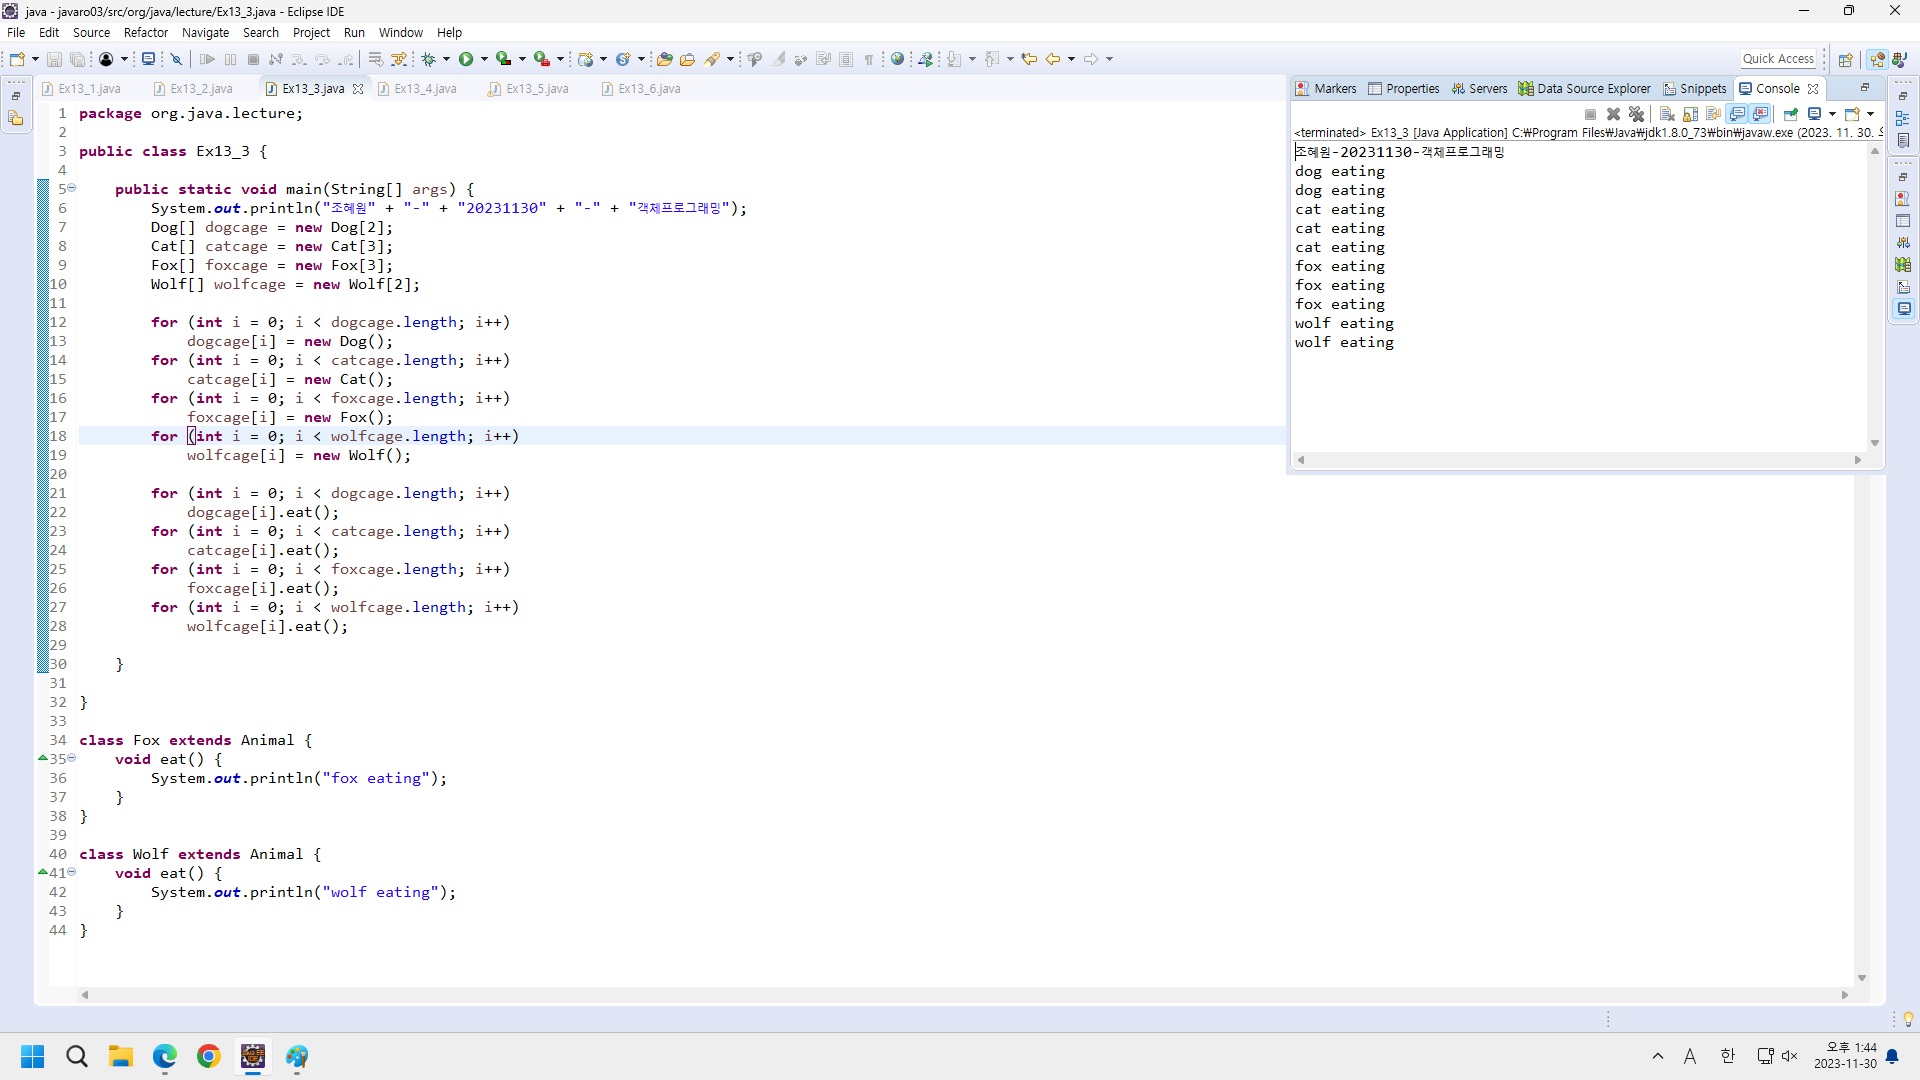 java - javaro03/src/org/java/lecture/Ex13_3.java - Eclipse IDE
File Edit Source Refactor Navigate Search Project Run Window Help
Quick Access
Ex13_1.java Ex13_2.java Ex13_3.java Ex13_4.java Ex13_5.java Ex13_6.java
1 package org.java.lecture;
2
3 public class Ex13_3 {
4
5 public static void main(String[] args) {
6 System.out.println("조혜원" + "-" + "20231130" + "-" + "객체프로그래밍");
7 Dog[] dogcage = new Dog[2];
8 Cat[] catcage = new Cat[3];
9 Fox[] foxcage = new Fox[3];
10 Wolf[] wolfcage = new Wolf[2];
11
12 for (int i = 0; i < dogcage.length; i++)
13 dogcage[i] = new Dog();
14 for (int i = 0; i < catcage.length; i++)
15 catcage[i] = new Cat();
16 for (int i = 0; i < foxcage.length; i++)
17 foxcage[i] = new Fox();
18 for (int i = 0; i < wolfcage.length; i++)
19 wolfcage[i] = new Wolf();
20
21 for (int i = 0; i < dogcage.length; i++)
22 dogcage[i].eat();
23 for (int i = 0; i < catcage.length; i++)
24 catcage[i].eat();
25 for (int i = 0; i < foxcage.length; i++)
26 foxcage[i].eat();
27 for (int i = 0; i < wolfcage.length; i++)
28 wolfcage[i].eat();
29
30 }
31
32 }
33
34 class Fox extends Animal {
35 void eat() {
36 System.out.println("fox eating");
37 }
38 }
39
40 class Wolf extends Animal {
41 void eat() {
42 System.out.println("wolf eating");
43 }
44 }
Markers Properties Servers Data Source Explorer Snippets Console
<terminated> Ex13_3 [Java Application] C:₩Program Files₩Java₩jdk1.8.0_73₩bin₩javaw.exe (2023. 11. 30.
조혜원-20231130-객체프로그래밍
dog eating
dog eating
cat eating
cat eating
cat eating
fox eating
fox eating
fox eating
wolf eating
wolf eating
A 한
오후 1:44
2023-11-30